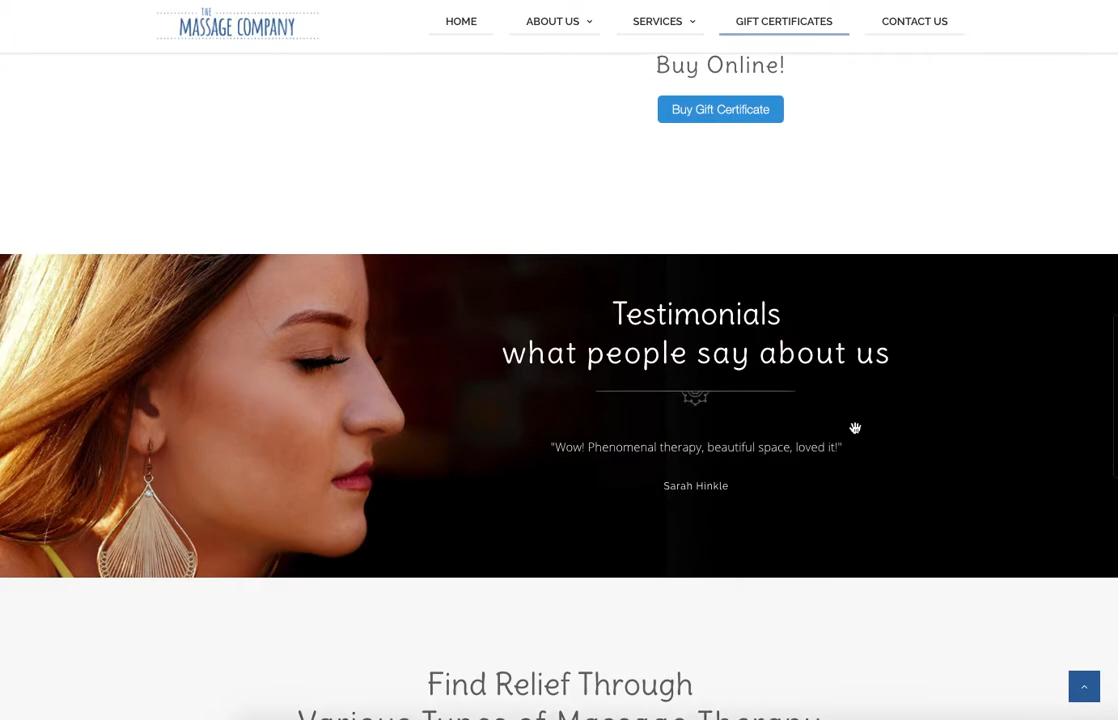 THE
MASSAGE COMPANY
HOME
ABOUT US
SERVICES
GIFT CERTIFICATES
CONTACT US
Buy Online!
Buy Gift Certificate
Testimonials
what people say about us
"Wow! Phenomenal therapy, beautiful space, loved it!"
Sarah Hinkle
Find Relief Through
Various Types of Massage Therapy